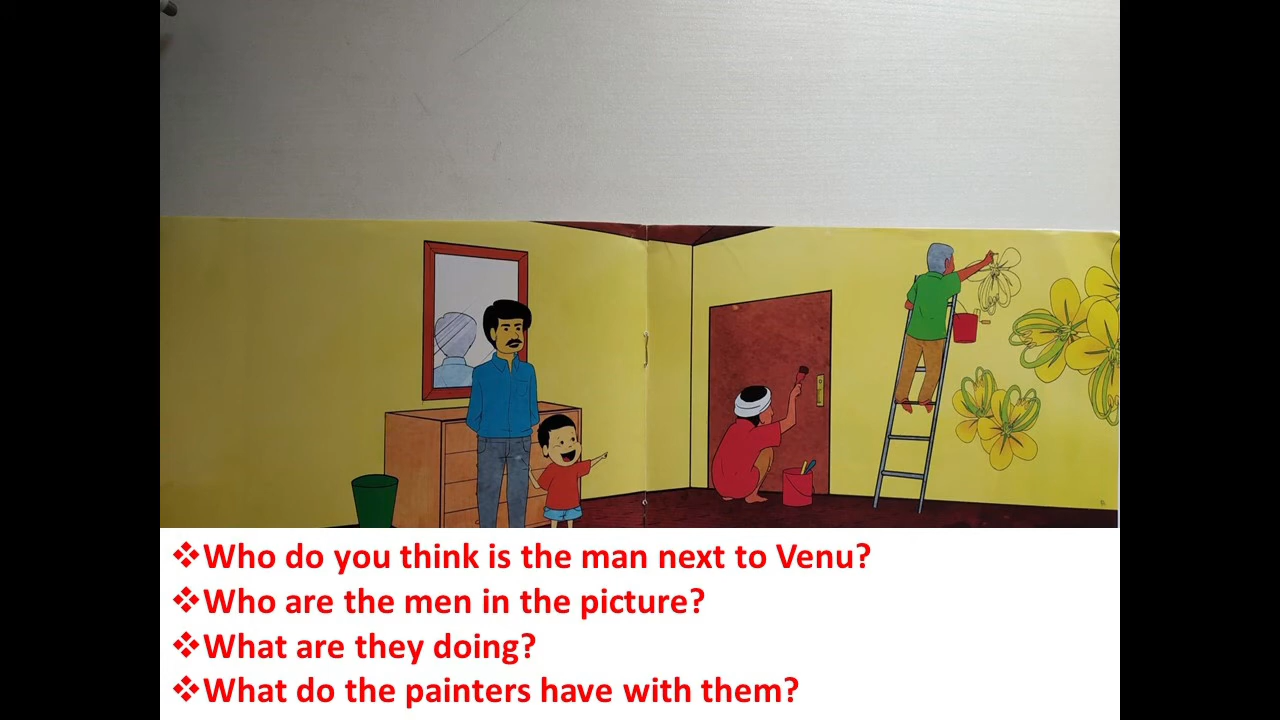 ❖Who do you think is the man next to Venu?
❖Who are the men in the picture?
❖What are they doing?
❖What do the painters have with them?